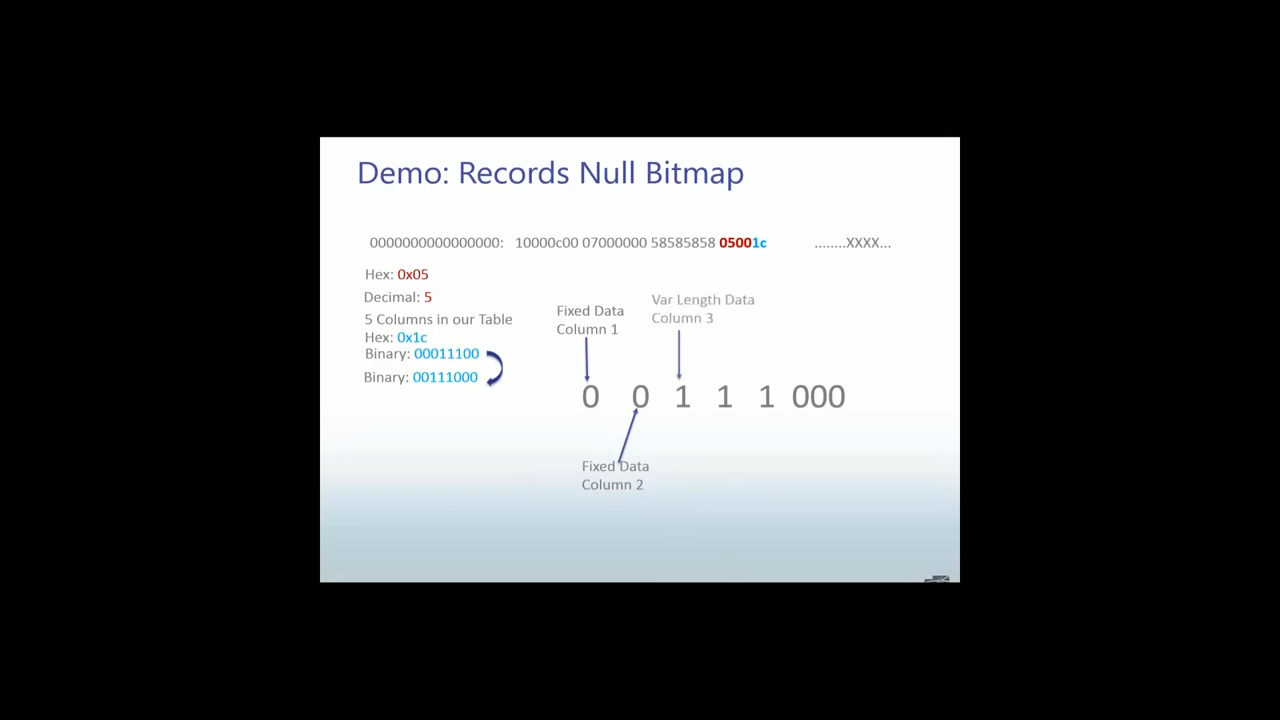 Demo: Records Null Bitmap
0000000000000000: 10000c00 07000000 58585858 05001c ........XXXX...
Hex: 0x05
Decimal: 5
5 Columns in our Table
Hex: 0x1c
Binary: 00011100
Binary: 00111000
Fixed Data
Column 1
Var Length Data
Column 3
0 0 1 1 1 000
Fixed Data
Column 2